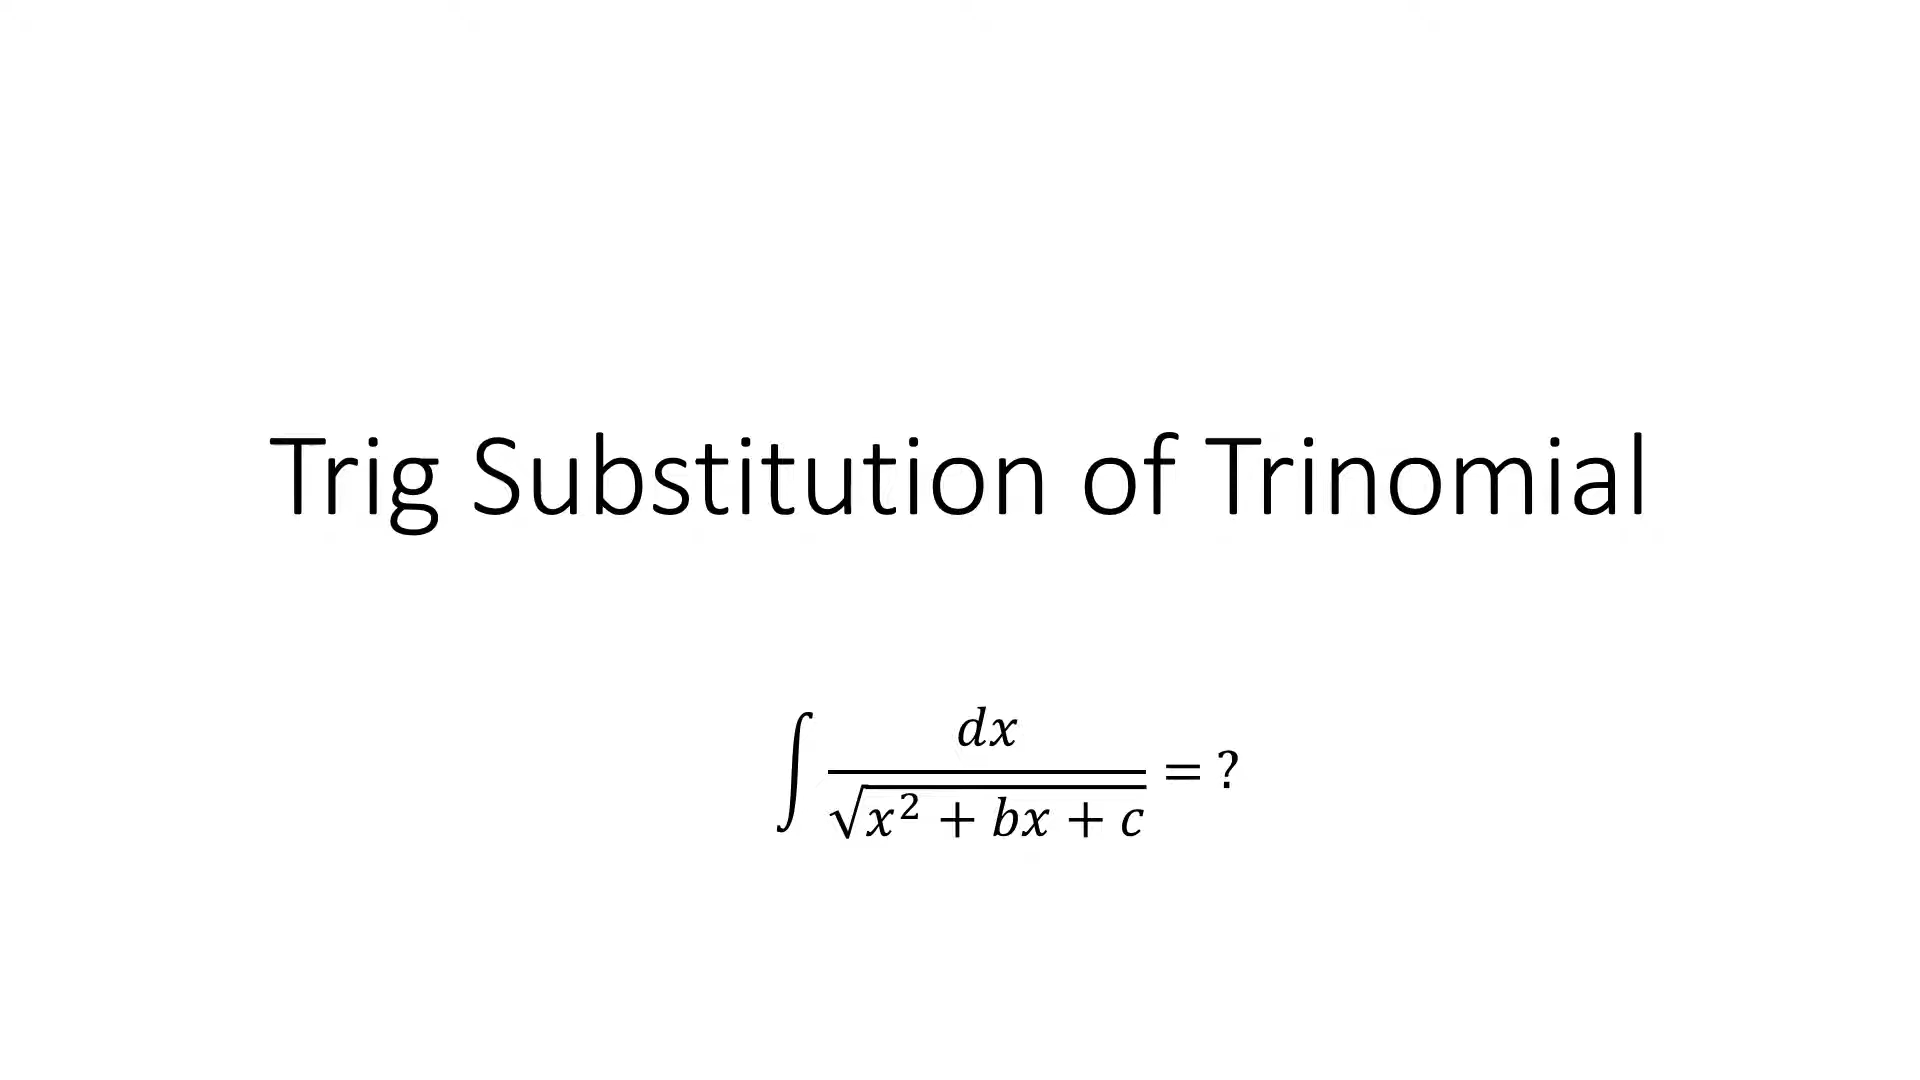 Trig Substitution of Trinomial
∫ dx / √(x² + bx + c) = ?